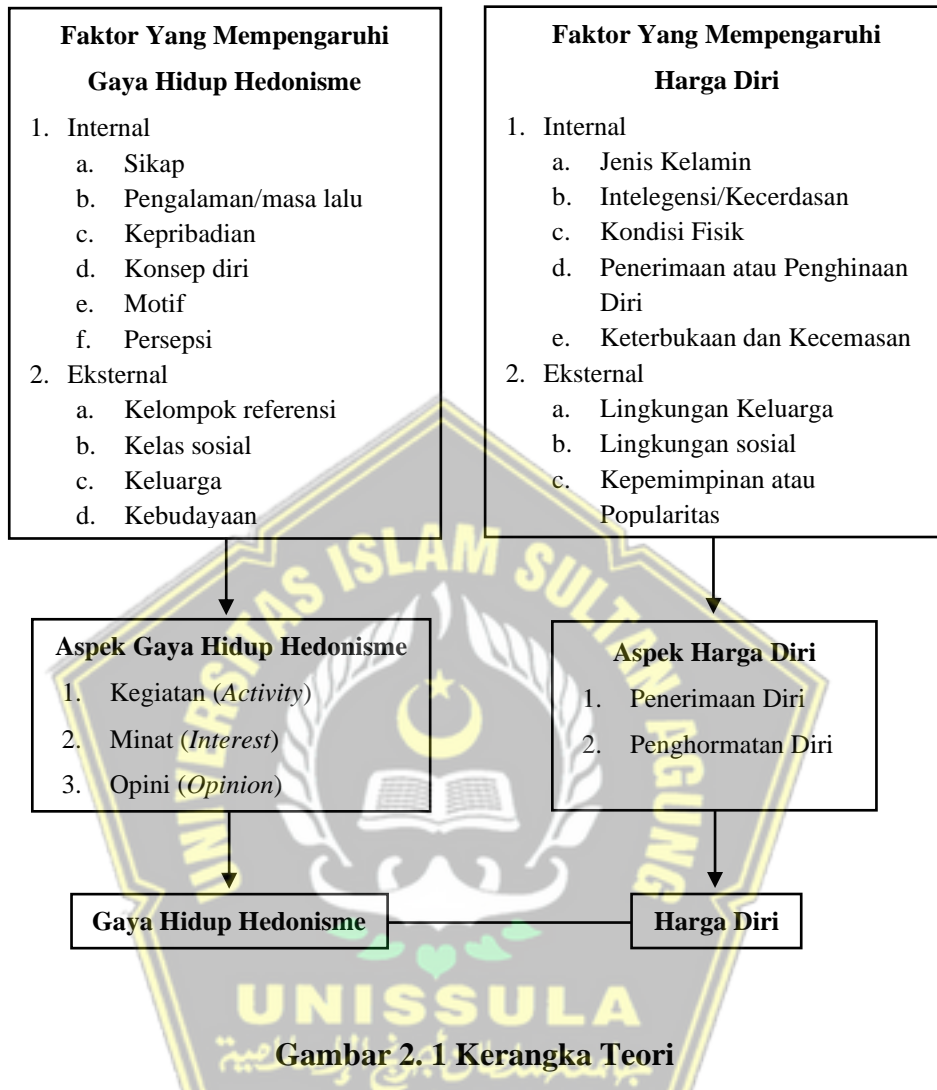 Faktor Yang Mempengaruhi
Gaya Hidup Hedonisme
1. Internal
a. Sikap
b. Pengalaman/masa lalu
c. Kepribadian
d. Konsep diri
e. Motif
f. Persepsi
2. Eksternal
a. Kelompok referensi
b. Kelas sosial
c. Keluarga
d. Kebudayaan
Faktor Yang Mempengaruhi
Harga Diri
1. Internal
a. Jenis Kelamin
b. Intelegensi/Kecerdasan
c. Kondisi Fisik
d. Penerimaan atau Penghinaan
Diri
e. Keterbukaan dan Kecemasan
2. Eksternal
a. Lingkungan Keluarga
b. Lingkungan sosial
c. Kepemimpinan atau
Popularitas
UNIVERSITAS ISLAM SULTAN AGUNG
Aspek Gaya Hidup Hedonisme
1. Kegiatan (Activity)
2. Minat (Interest)
3. Opini (Opinion)
Aspek Harga Diri
1. Penerimaan Diri
2. Penghormatan Diri
Gaya Hidup Hedonisme
Harga Diri
UNISSULA
Gambar 2. 1 Kerangka Teori